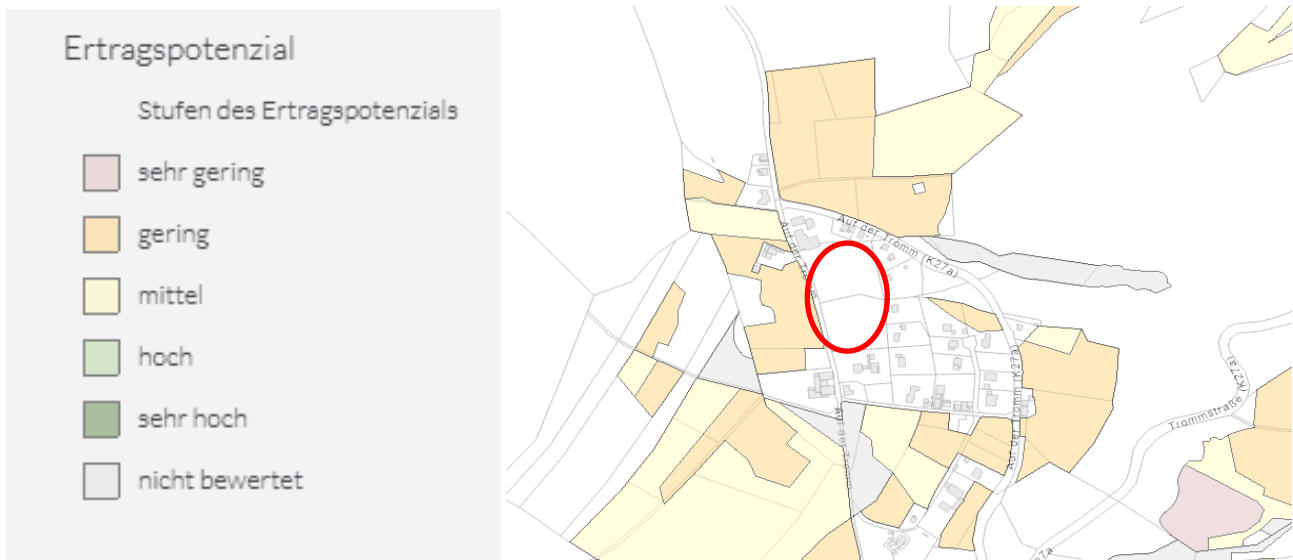 Ertragspotenzial
Stufen des Ertragspotenzials
sehr gering
gering
mittel
hoch
sehr hoch
nicht bewertet
Auf der Tromm (K27a)
Auf der Tromm
Auf der Tromm (K27a)
Trommstraße (K27a)
Auf der Tromm